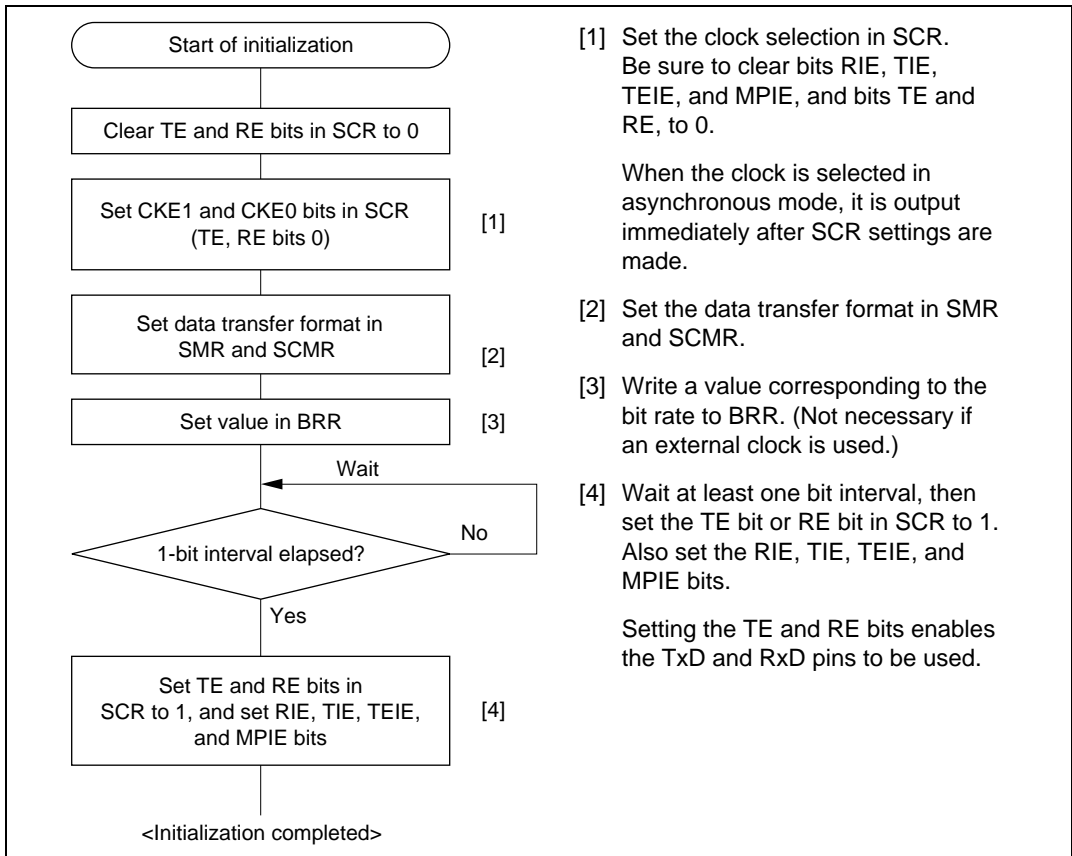 Start of initialization
Clear TE and RE bits in SCR to 0
Set CKE1 and CKE0 bits in SCR
(TE, RE bits 0)
[1]
Set data transfer format in
SMR and SCMR
[2]
Set value in BRR
[3]
Wait
No
1-bit interval elapsed?
Yes
Set TE and RE bits in
SCR to 1, and set RIE, TIE, TEIE,
and MPIE bits
[4]
<Initialization completed>
[1] Set the clock selection in SCR.
Be sure to clear bits RIE, TIE,
TEIE, and MPIE, and bits TE and
RE, to 0.
When the clock is selected in
asynchronous mode, it is output
immediately after SCR settings are
made.
[2] Set the data transfer format in SMR
and SCMR.
[3] Write a value corresponding to the
bit rate to BRR. (Not necessary if
an external clock is used.)
[4] Wait at least one bit interval, then
set the TE bit or RE bit in SCR to 1.
Also set the RIE, TIE, TEIE, and
MPIE bits.
Setting the TE and RE bits enables
the TxD and RxD pins to be used.